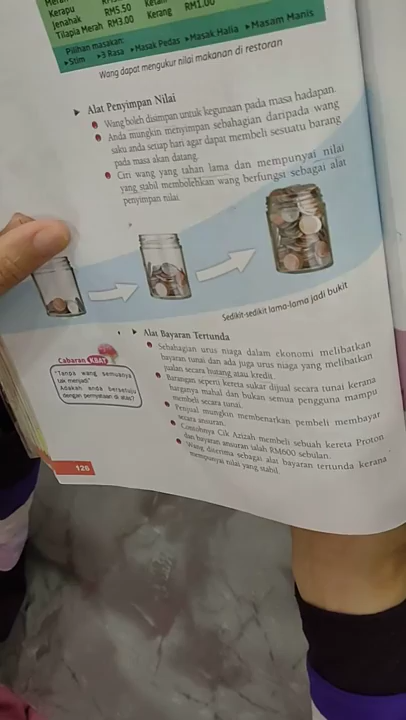 Kerapu RM5.50
Jenahak RM3.00
Tilapia Merah Kerang RM1.00
Pilihan masakan:
▸Stim ▸3 Rasa ▸Masak Pedas ▸Masak Halia ▸Masam Manis
Wang dapat mengukur nilai makanan di restoran
▸ Alat Penyimpan Nilai
Wang boleh disimpan untuk kegunaan pada masa hadapan.
Anda mungkin menyimpan sebahagian daripada wang
saku anda setiap hari agar dapat membeli sesuatu barang
pada masa akan datang.
Ciri wang yang tahan lama dan mempunyai nilai
yang stabil membolehkan wang berfungsi sebagai alat
penyimpan nilai
Sedikit-sedikit lama-lama jadi bukit
▸ Alat Bayaran Tertunda
Sebahagian urus niaga dalam ekonomi melibatkan
bayaran tunai dan ada juga urus niaga yang melibatkan
jualan secara hutang atau kredit.
Barangan seperti kereta sukar dijual secara tunai kerana
harganya mahal dan bukan semua pengguna mampu
membeli secara tunai.
Penjual mungkin membenarkan pembeli membayar
secara ansuran.
Contohnya Cik Azizah membeli sebuah kereta Proton
dan bayaran ansuran ialah RM600 sebulan.
Wang diterima sebagai alat bayaran tertunda kerana
mempunyai nilai yang stabil.
Cabaran KBAT
"Tanpa wang semuanya
tak menjadi"
Adakah anda bersetuju
dengan pernyataan di atas?
126